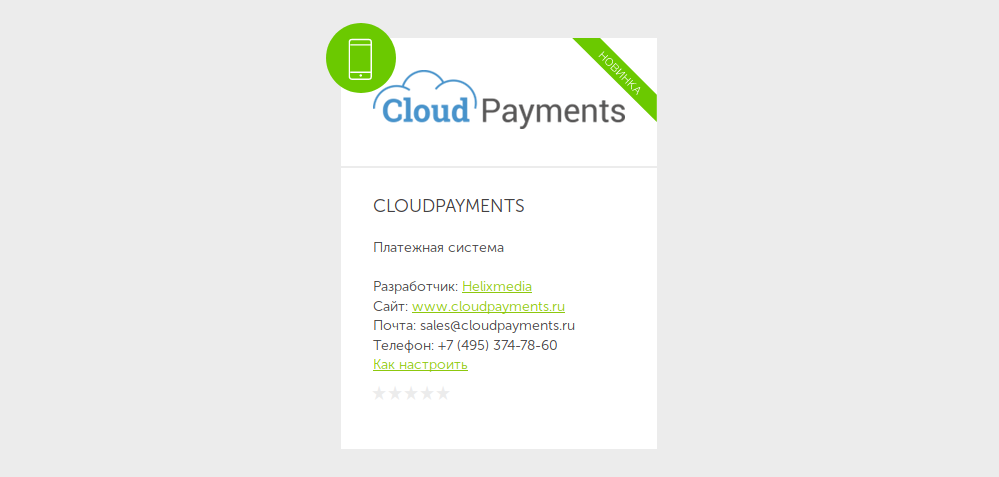 НОВИНКА
Cloud Payments
CLOUDPAYMENTS
Платежная система
Разработчик: Helixmedia
Сайт: www.cloudpayments.ru
Почта: sales@cloudpayments.ru
Телефон: +7 (495) 374-78-60
Как настроить